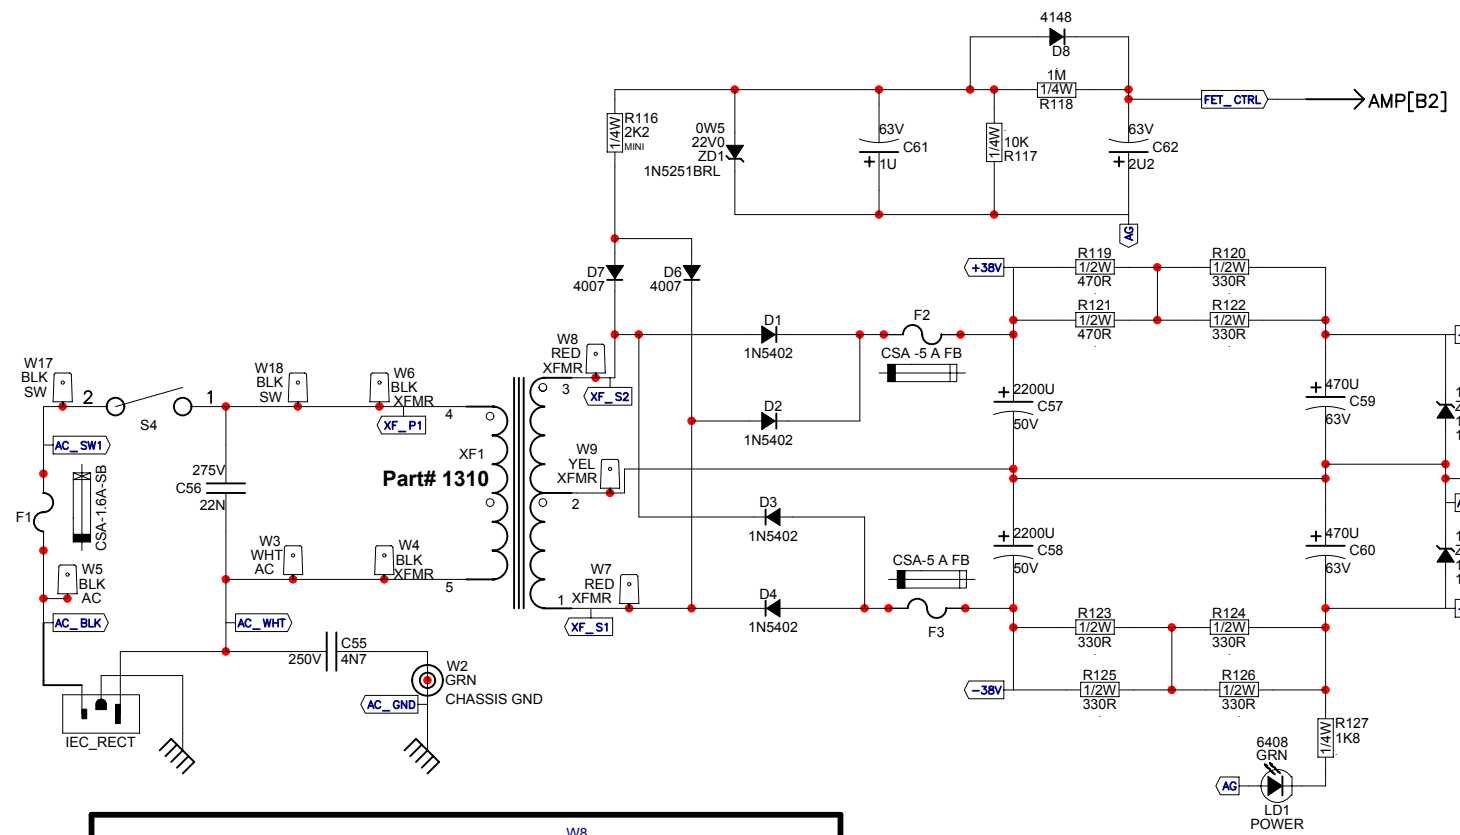 4148
D8
1M
1/4W
R118
FET_CTRL
AMP[B2]
R116
2K2
MINI
1/4W
0W5
22V0
ZD1
1N5251BRL
63V
C61
1U
1/4W
10K
R117
63V
C62
2U2
AG
D7
4007
D6
4007
+38V
R119
1/2W
470R
R120
1/2W
330R
R121
1/2W
470R
R122
1/2W
330R
D1
1N5402
F2
CSA -5 A FB
W8
RED
XFMR
3
XF_S2
D2
1N5402
2200U
C57
50V
470U
C59
63V
W17
BLK
SW
2
1
S4
W18
BLK
SW
W6
BLK
XFMR
4
XF_P1
AC_SW1
275V
C56
22N
XF1
Part# 1310
W9
YEL
XFMR
2
F1
CSA-1.6A-SB
D3
1N5402
2200U
C58
50V
470U
C60
63V
CSA-5 A FB
W5
BLK
AC
W3
WHT
AC
W4
BLK
XFMR
5
W7
RED
XFMR
1
XF_S1
D4
1N5402
F3
AC_BLK
AC_WHT
R123
1/2W
330R
R124
1/2W
330R
250V
C55
4N7
W2
GRN
CHASSIS GND
AC_GND
-38V
R125
1/2W
330R
R126
1/2W
330R
IEC_RECT
R127
1K8
1/4W
6408
GRN
AG
LD1
POWER
W8